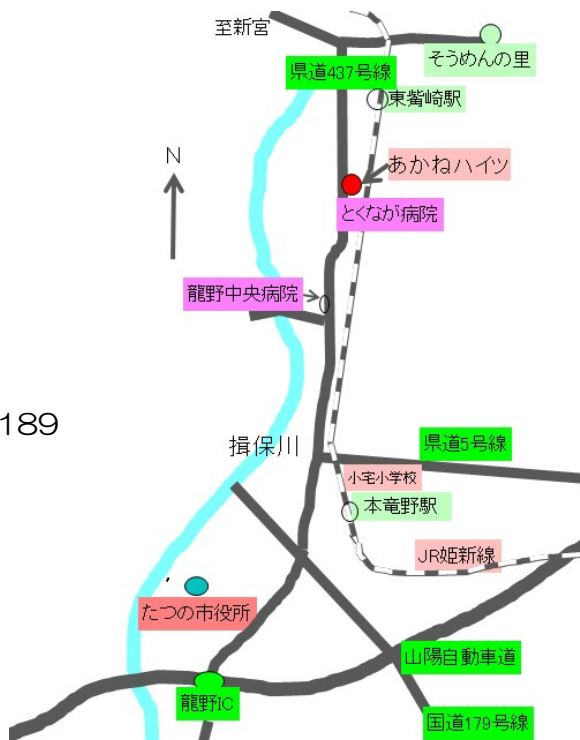 至新宮
そうめんの里
県道437号線
東觜崎駅
N
あかねハイツ
とくなが病院
龍野中央病院
189
揖保川
県道5号線
小宅小学校
本竜野駅
JR姫新線
,
たつの市役所
山陽自動車道
龍野IC
国道179号線